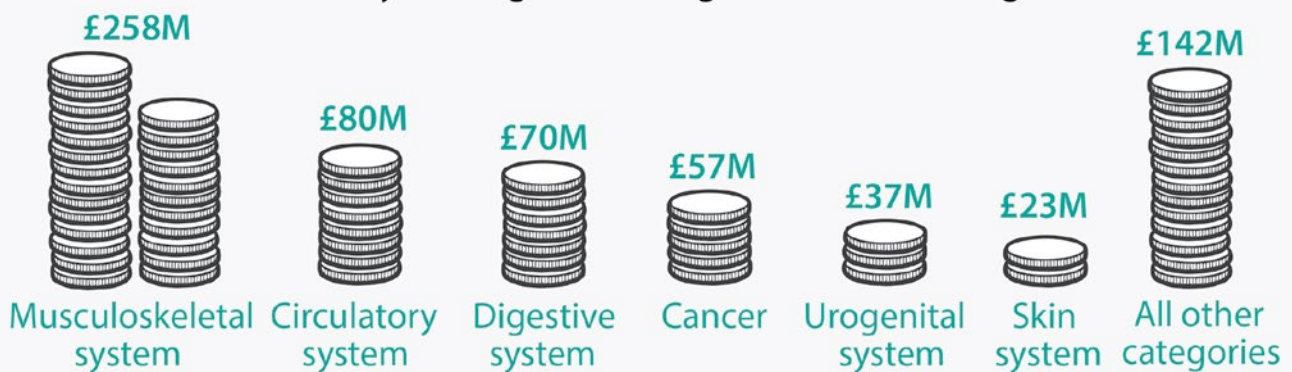 £258M
£80M
£70M
£57M
£37M
£23M
£142M
Musculoskeletal system
Circulatory system
Digestive system
Cancer
Urogenital system
Skin system
All other categories